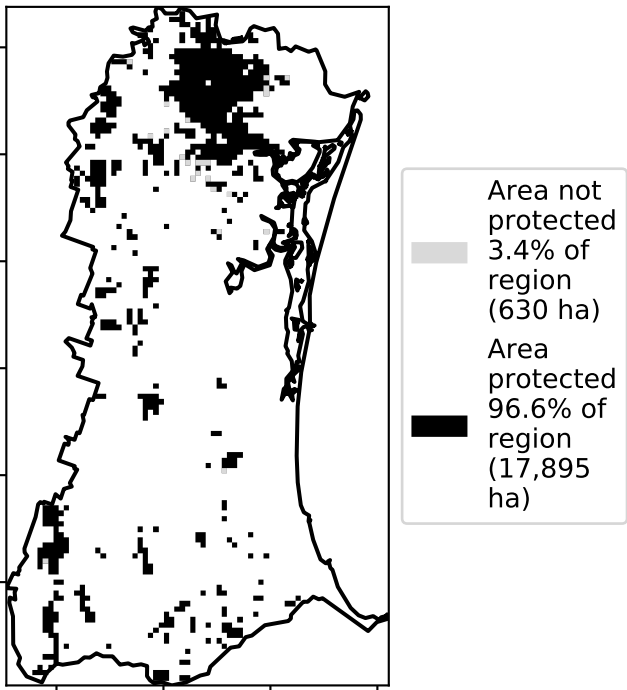 Area not
protected
3.4% of
region
(630 ha)
Area
protected
96.6% of
region
(17,895
ha)